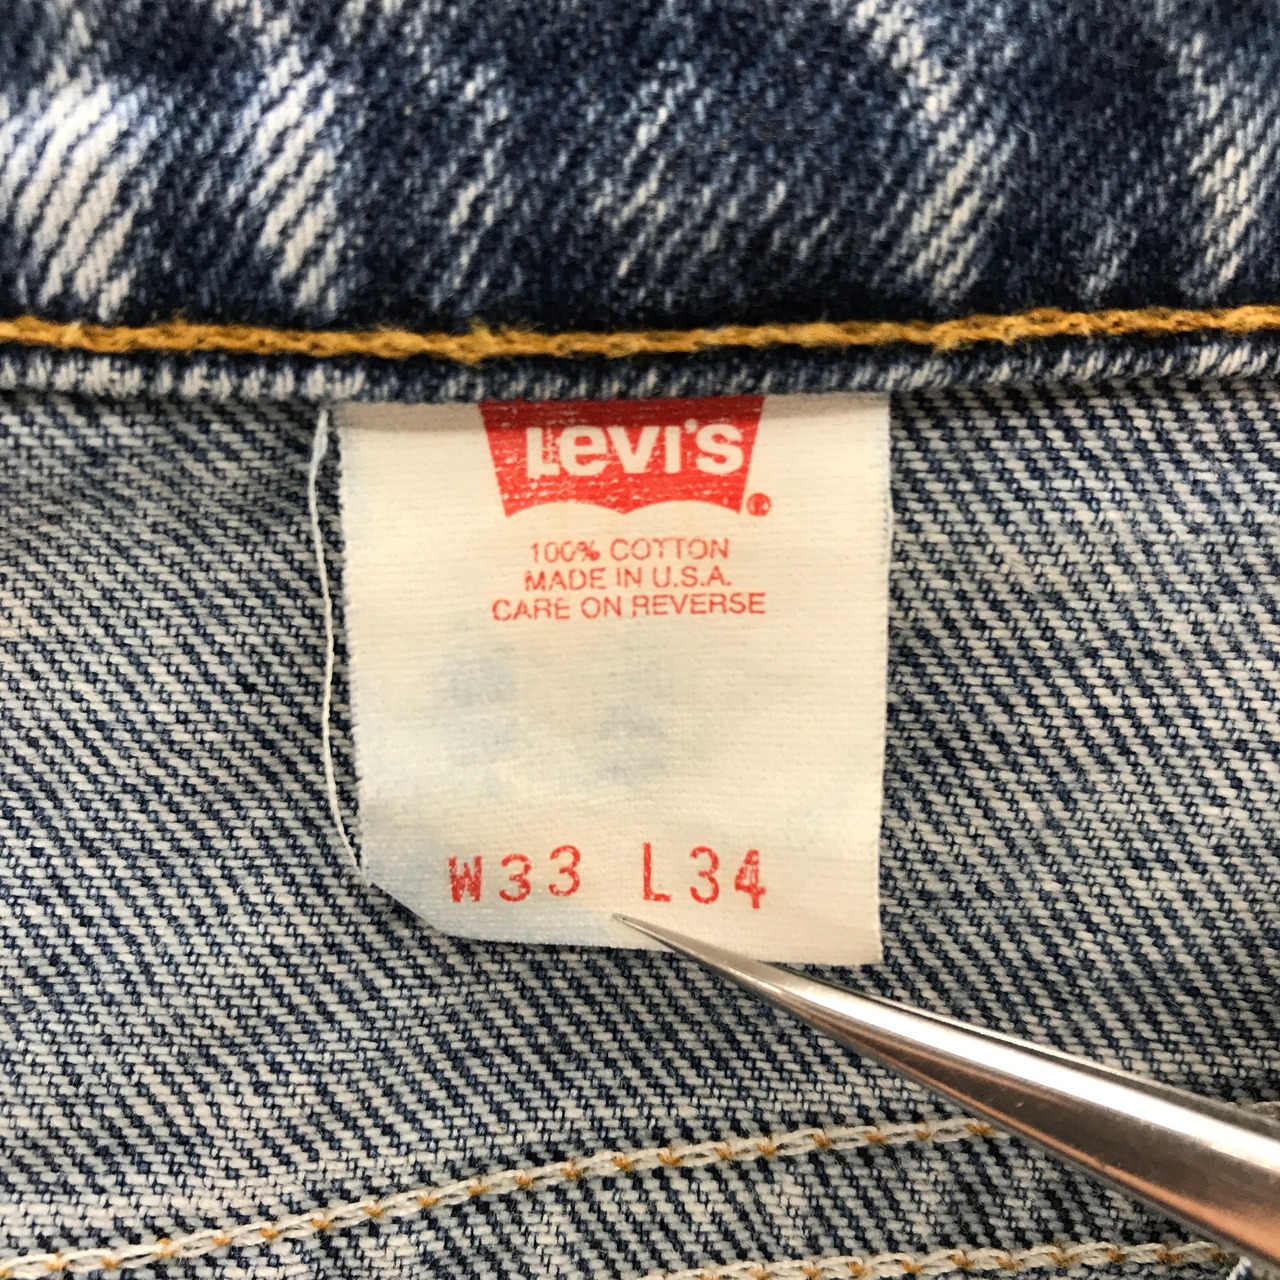 Levi's
®
100% COTTON
MADE IN U.S.A.
CARE ON REVERSE
W33 L34